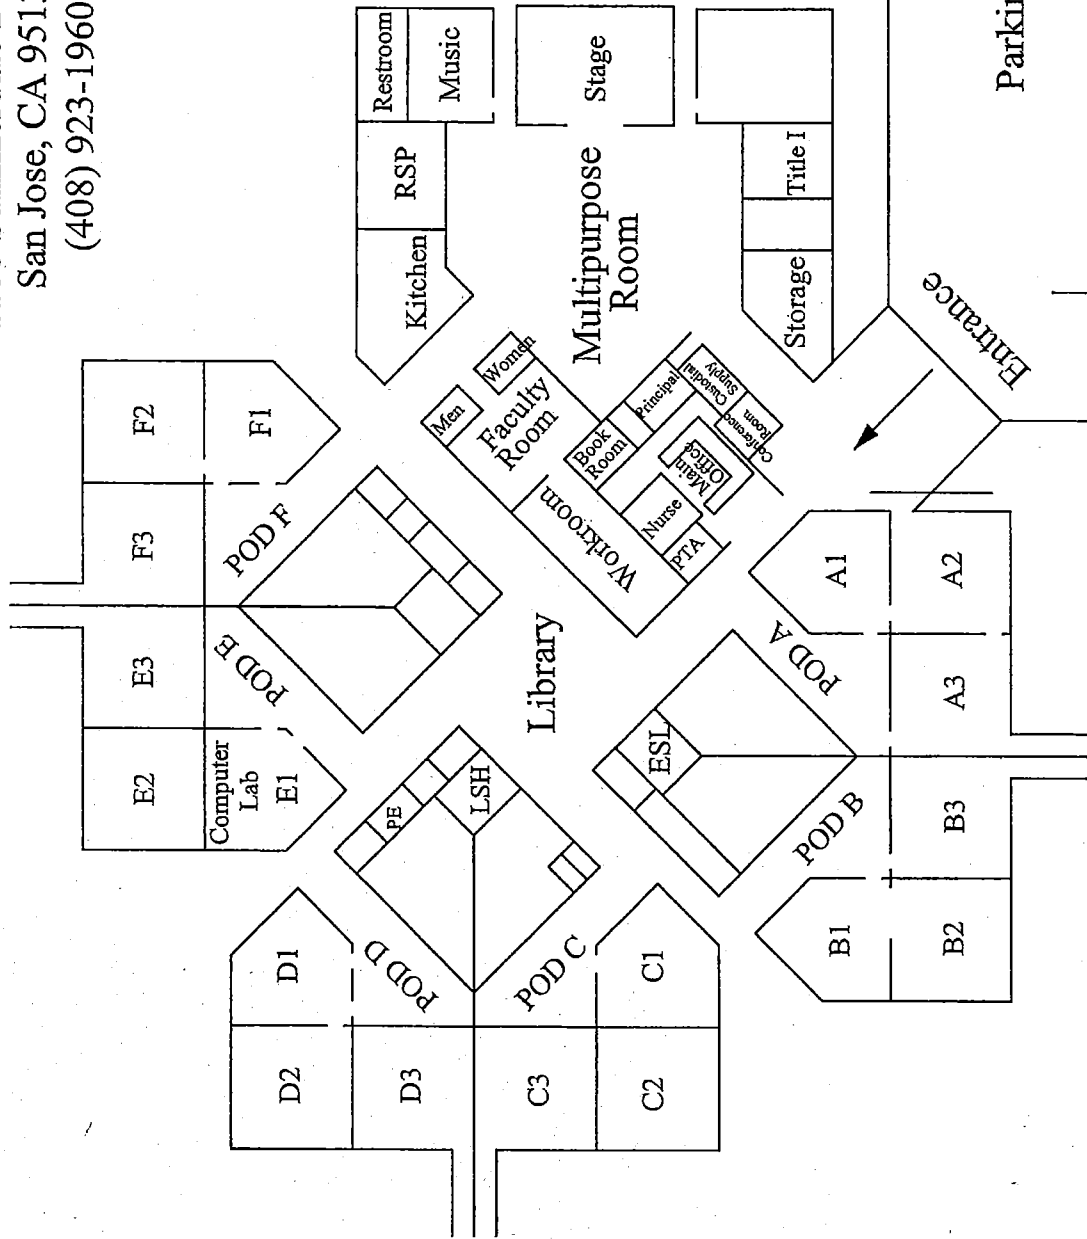 San Jose, CA 951
(408) 923-1960
Restroom
Music
Stage
Parki
RSP
Title I
Kitchen
Multipurpose
Room
Storage
Entrance
Women
Men
Faculty
Room
Principal
Custodial
Supply
Book
Room
Conference
Room
Main
Office
Nurse
PTA
Workroom
F2
F1
F3
POD F
E3
POD E
E2
Computer
Lab
E1
Library
A1
A2
POD A
A3
ESL
LSH
PE
POD B
B3
B1
B2
D1
POD D
D2
D3
POD C
C1
C3
C2